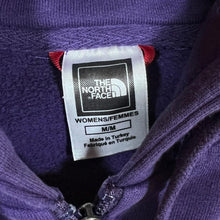 THE
NORTH
FACE
WOMENS/FEMMES
M/M
Made in Turkey
Fabriqué en Turquie